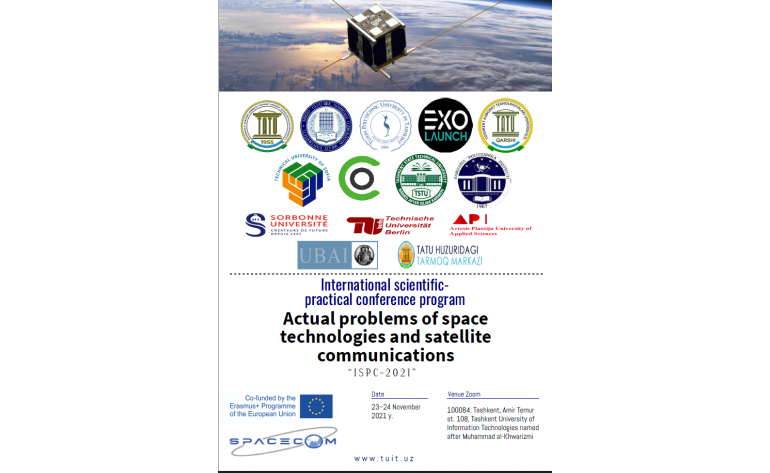 1955
EXO
LAUNCH
QARSHI
TECHNICAL UNIVERSITY OF SOFIA
TSTU
SORBONNE
UNIVERSITÉ
CREATEURS DE FUTURS
DEPUIS 1257
Technische
Universität
Berlin
AP
Artesis Plantijn University of
Applied Sciences
UBAI
TATU HUZURIDAGI
TARMOQ MARKAZI
International scientific-
practical conference program
Actual problems of space
technologies and satellite
communications
"ISPC-2021"
Co-funded by the
Erasmus+ Programme
of the European Union
SPACECOM
Date
23-24 November
2021 y.
Venue Zoom
100084, Tashkent, Amir Temur
st. 108, Tashkent University of
Information Technologies named
after Muhammad al-Khwarizmi
www.tuit.uz